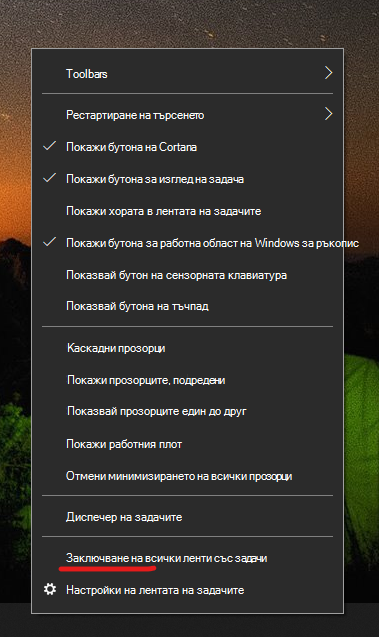 Toolbars
Рестартиране на търсенето
Покажи бутона на Cortana
Покажи бутона за изглед на задача
Покажи хората в лентата на задачите
Покажи бутона за работна област на Windows за ръкопис
Показвай бутон на сензорната клавиатура
Показвай бутона на тъчпад
Каскадни прозорци
Покажи прозорците, подредени
Показвай прозорците един до друг
Покажи работния плот
Отмени минимизирането на всички прозорци
Диспечер на задачите
Заключване на всички ленти със задачи
Настройки на лентата на задачите